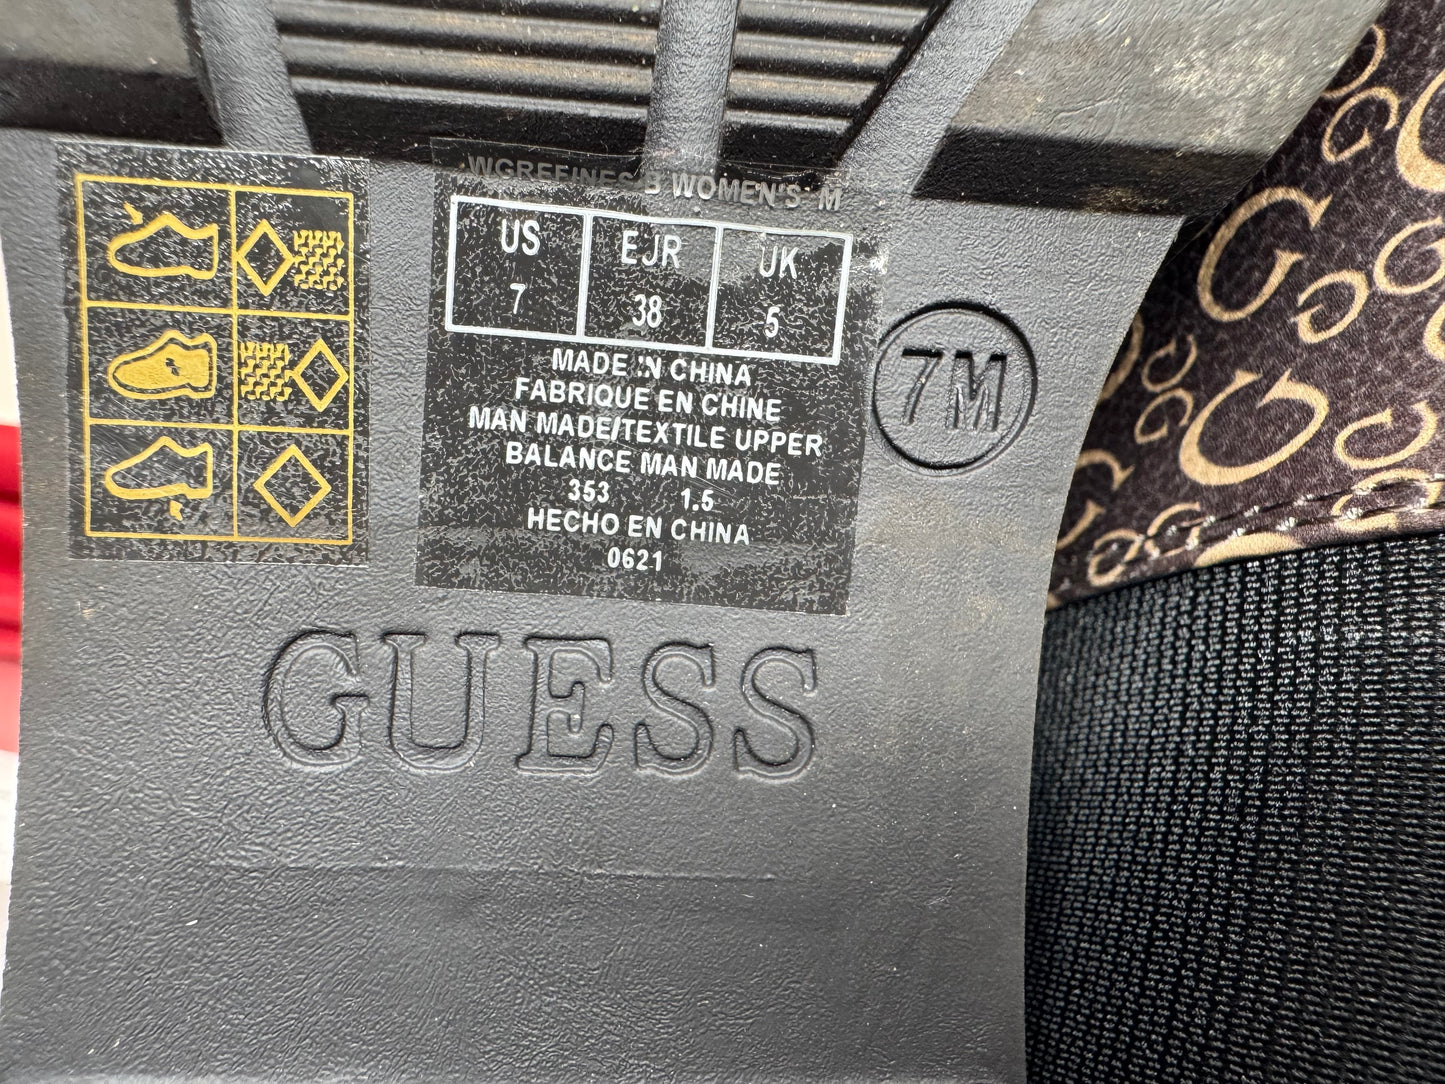 WGREFINES-B WOMEN'S M
US EJR UK
7 38 5
MADE IN CHINA
FABRIQUE EN CHINE
MAN MADE/TEXTILE UPPER
BALANCE MAN MADE
353 1.5
HECHO EN CHINA
0621
7M
GUESS